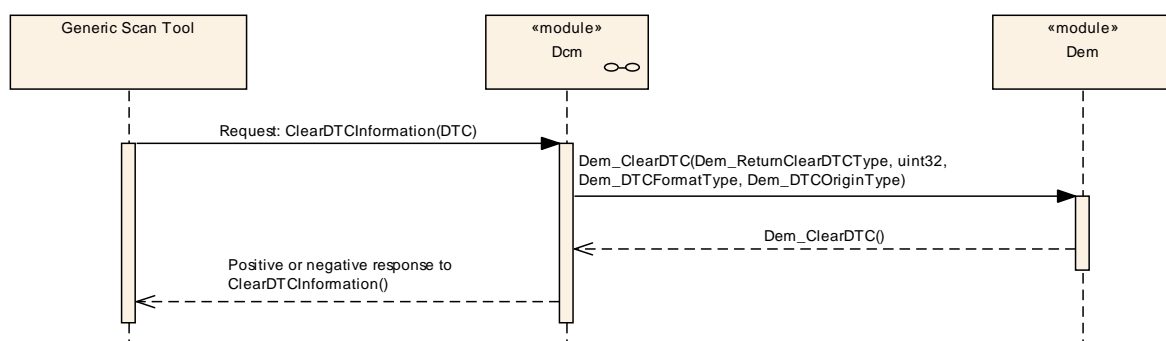 Generic Scan Tool
«module»
Dcm
«module»
Dem
Request: ClearDTCInformation(DTC)
Dem_ClearDTC(Dem_ReturnClearDTCType, uint32,
Dem_DTCFormatType, Dem_DTCOriginType)
Dem_ClearDTC()
Positive or negative response to
ClearDTCInformation()